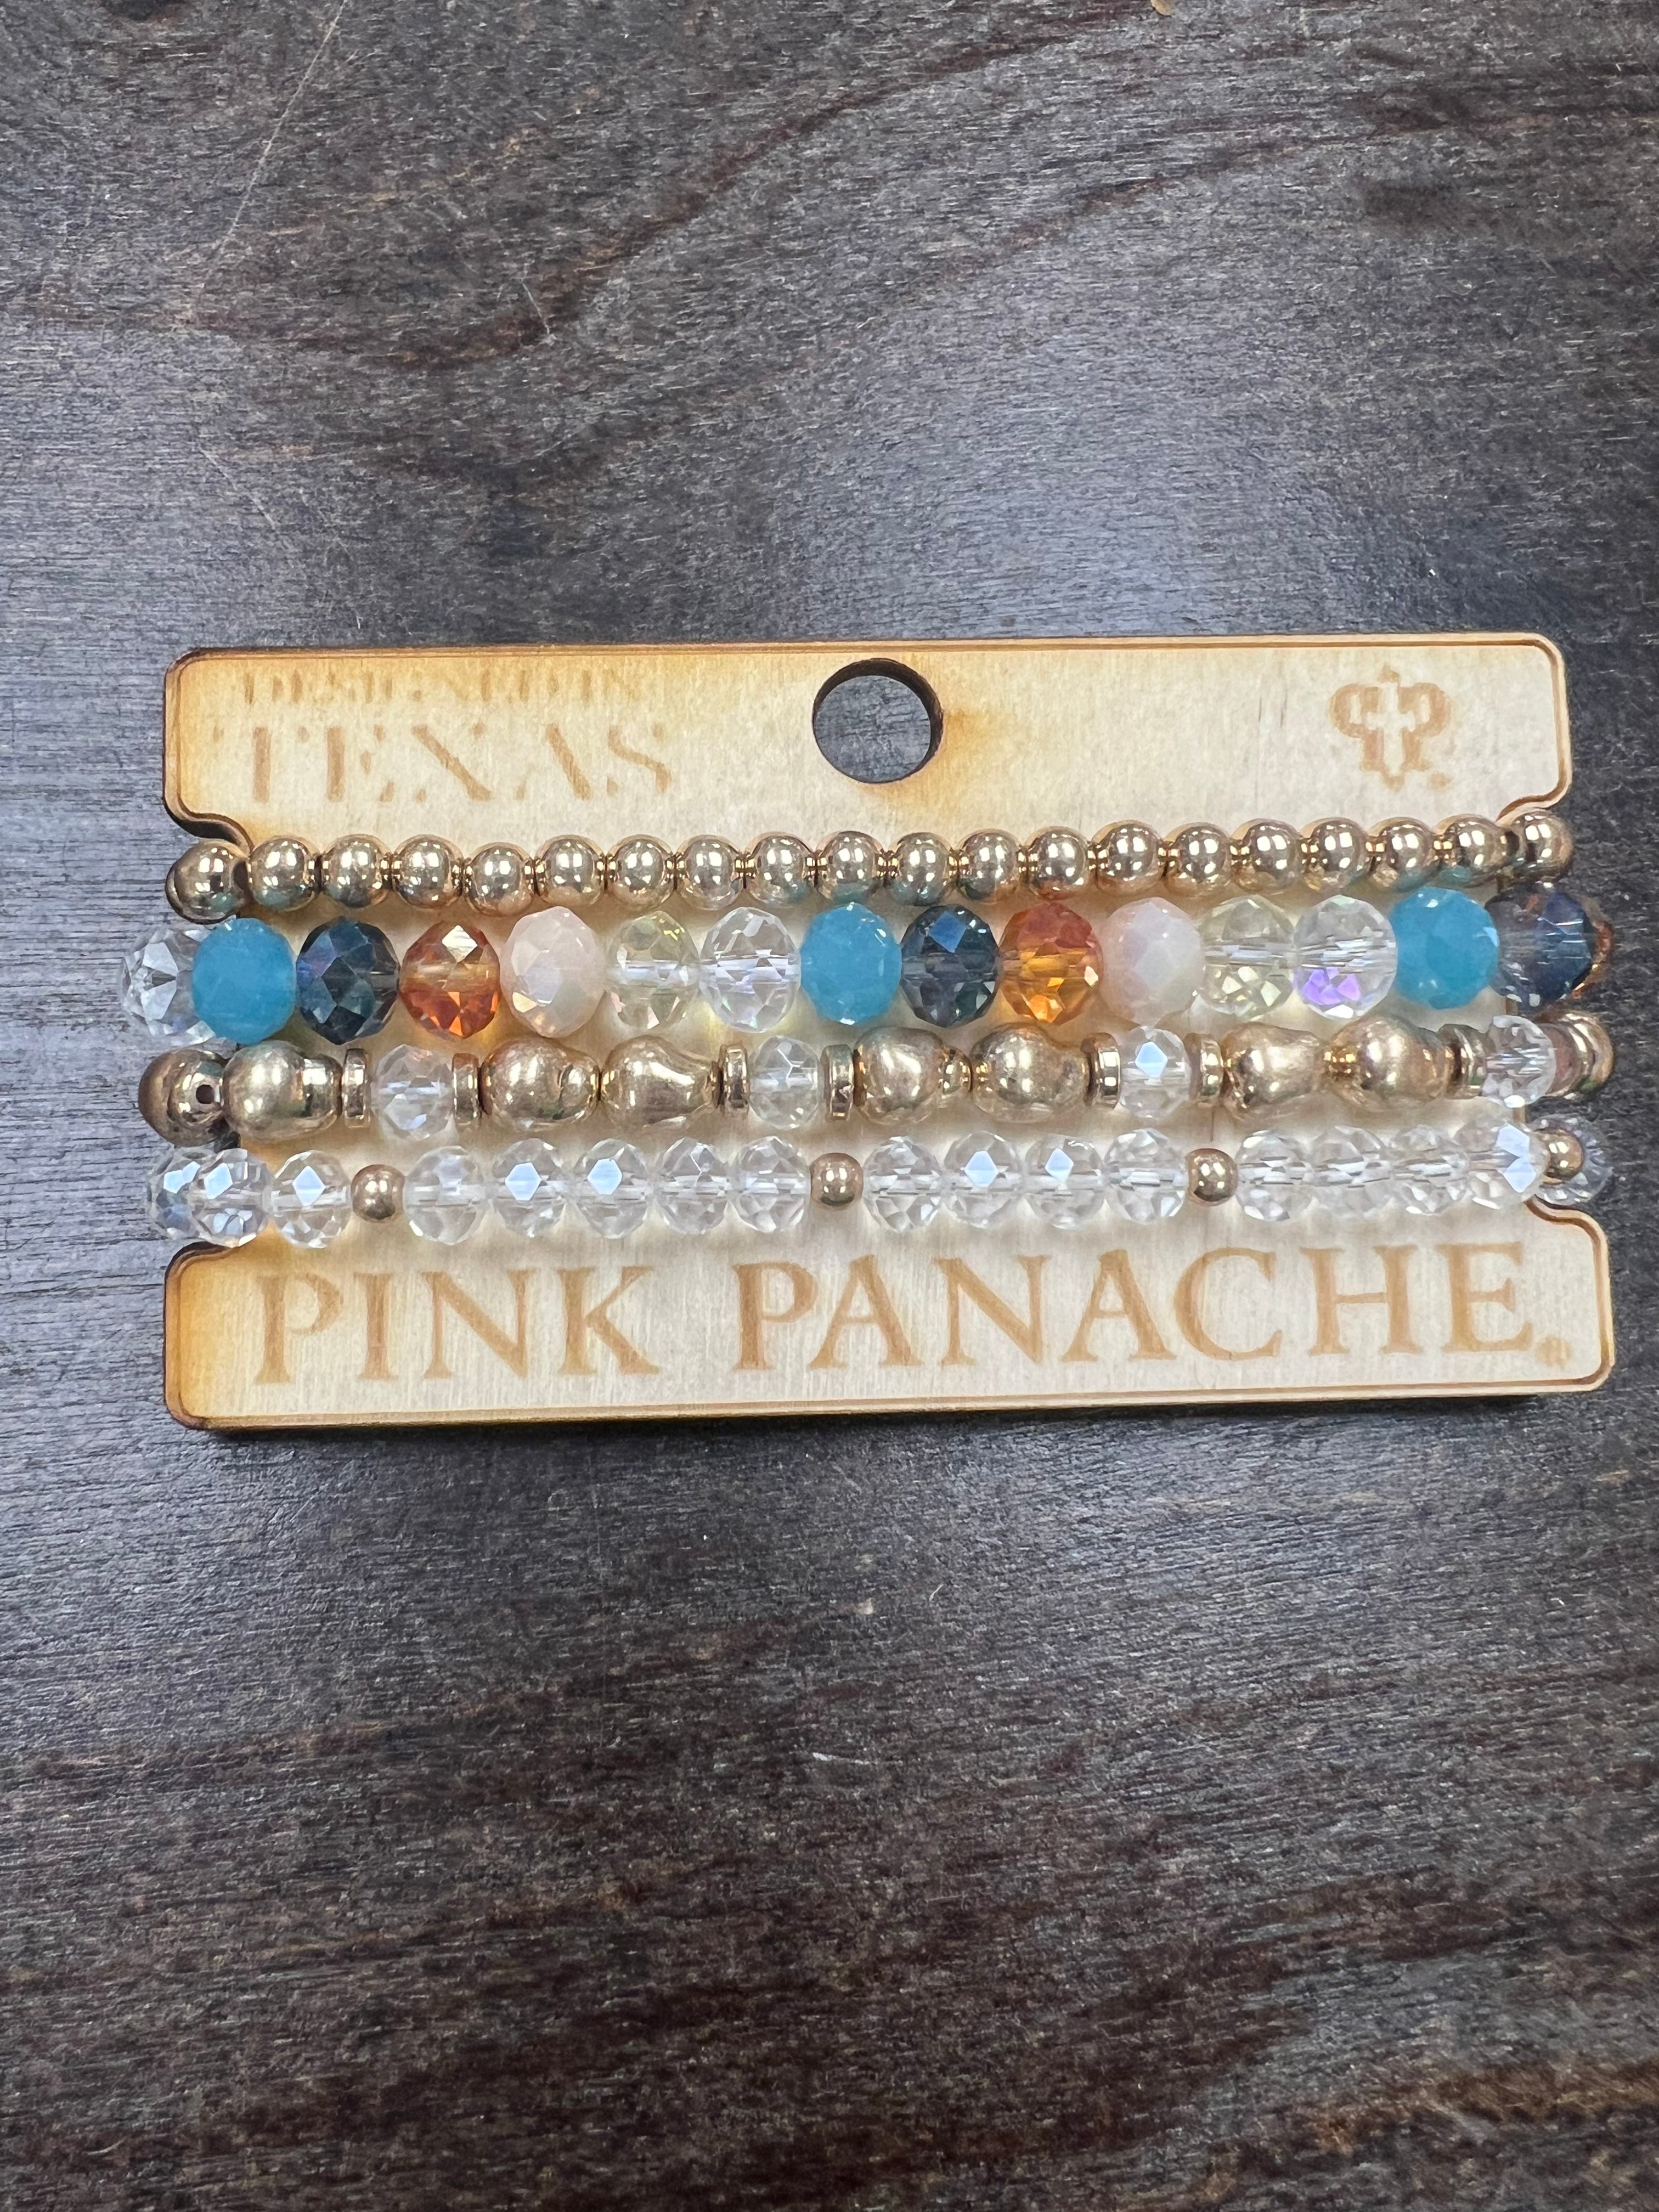 DESIGNED IN
TEXAS
PINK PANACHE®